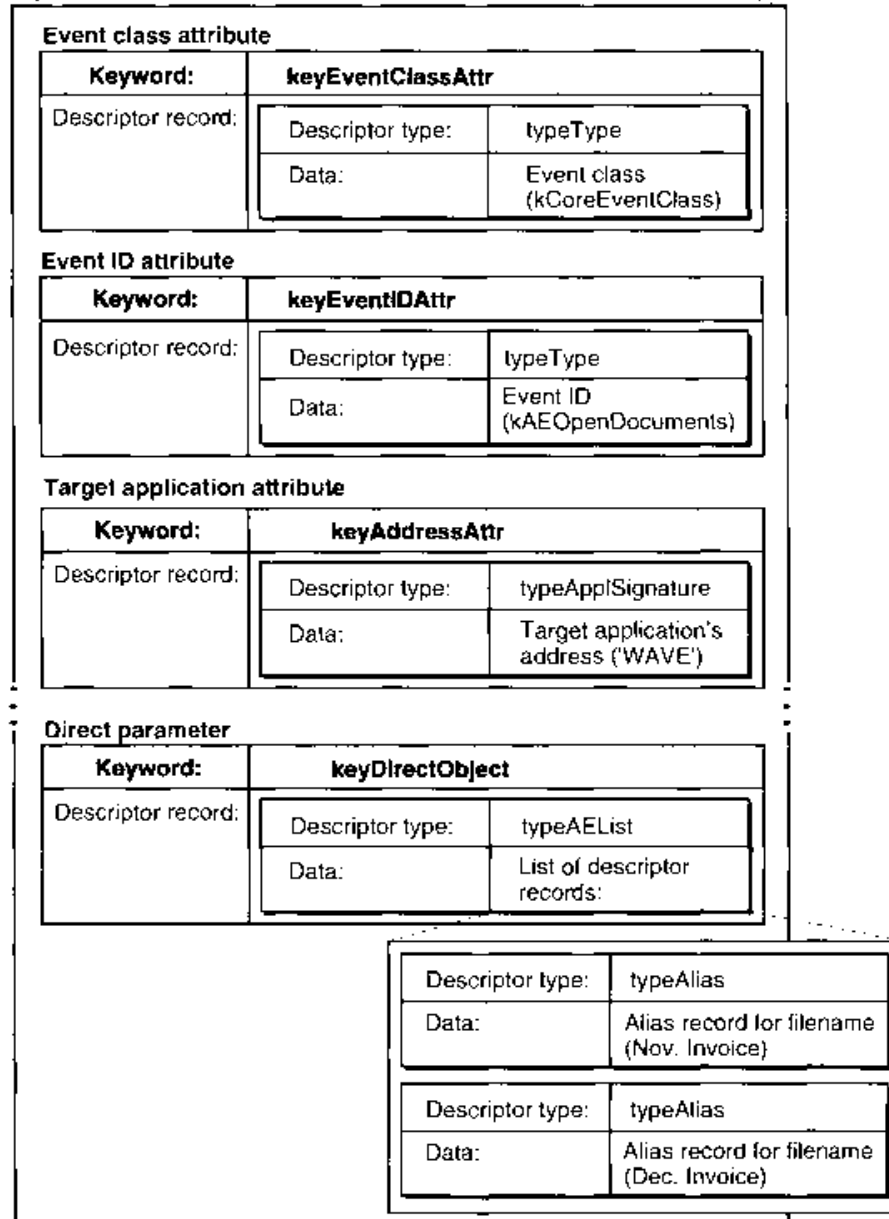 Event class attribute
Keyword: keyEventClassAttr
Descriptor record:
Descriptor type: typeType
Data: Event class
(kCoreEventClass)
Event ID attribute
Keyword: keyEventIDAttr
Descriptor record:
Descriptor type: typeType
Data: Event ID
(kAEOpenDocuments)
Target application attribute
Keyword: keyAddressAttr
Descriptor record:
Descriptor type: typeApplSignature
Data: Target application's
address ('WAVE')
Direct parameter
Keyword: keyDirectObject
Descriptor record:
Descriptor type: typeAEList
Data: List of descriptor
records:
Descriptor type: typeAlias
Data: Alias record for filename
(Nov. Invoice)
Descriptor type: typeAlias
Data: Alias record for filename
(Dec. Invoice)